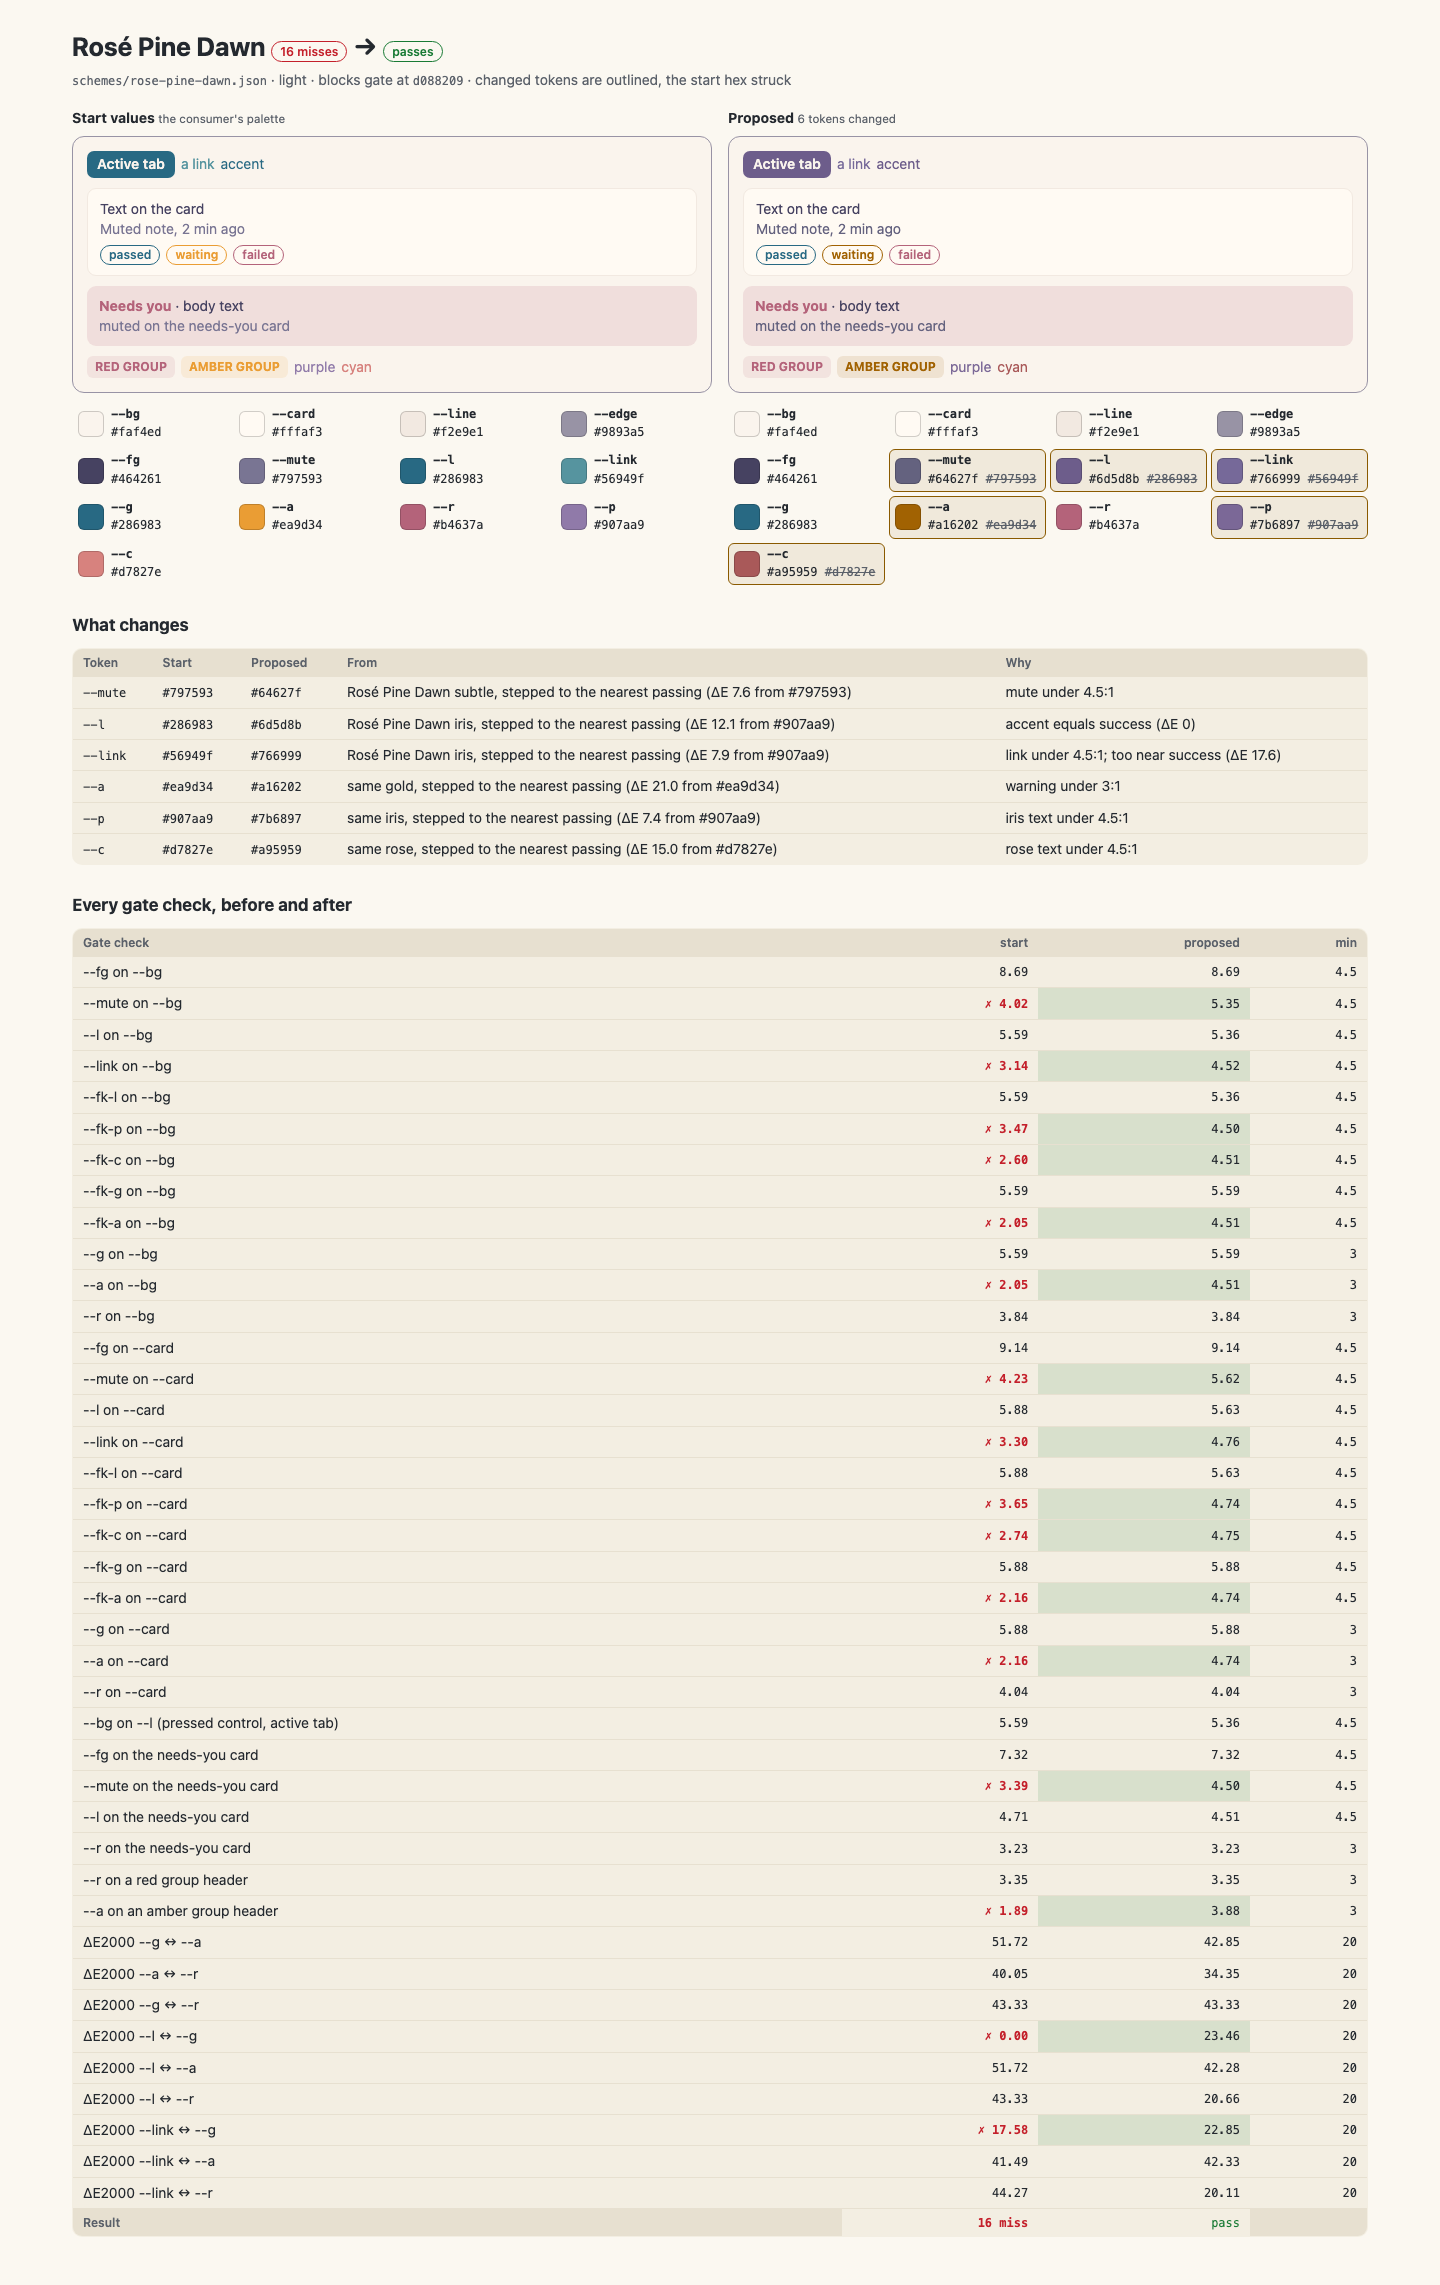 Rosé Pine Dawn 16 misses → passes
schemes/rose-pine-dawn.json · light · blocks gate at d088209 · changed tokens are outlined, the start hex struck
Start values the consumer's palette
Active tab a link accent
Text on the card
Muted note, 2 min ago
passed waiting failed
Needs you · body text
muted on the needs-you card
RED GROUP AMBER GROUP purple cyan
--bg #faf4ed
--card #fffaf3
--line #f2e9e1
--edge #9893a5
--fg #464261
--mute #797593
--l #286983
--link #56949f
--g #286983
--a #ea9d34
--r #b4637a
--p #907aa9
--c #d7827e
Proposed 6 tokens changed
Active tab a link accent
Text on the card
Muted note, 2 min ago
passed waiting failed
Needs you · body text
muted on the needs-you card
RED GROUP AMBER GROUP purple cyan
--bg #faf4ed
--card #fffaf3
--line #f2e9e1
--edge #9893a5
--fg #464261
--mute #64627f #797593
--l #6d5d8b #286983
--link #766999 #56949f
--g #286983
--a #a16202 #ea9d34
--r #b4637a
--p #7b6897 #907aa9
--c #a95959 #d7827e
What changes
Token Start Proposed From Why
--mute #797593 #64627f Rosé Pine Dawn subtle, stepped to the nearest passing (ΔE 7.6 from #797593) mute under 4.5:1
--l #286983 #6d5d8b Rosé Pine Dawn iris, stepped to the nearest passing (ΔE 12.1 from #907aa9) accent equals success (ΔE 0)
--link #56949f #766999 Rosé Pine Dawn iris, stepped to the nearest passing (ΔE 7.9 from #907aa9) link under 4.5:1; too near success (ΔE 17.6)
--a #ea9d34 #a16202 same gold, stepped to the nearest passing (ΔE 21.0 from #ea9d34) warning under 3:1
--p #907aa9 #7b6897 same iris, stepped to the nearest passing (ΔE 7.4 from #907aa9) iris text under 4.5:1
--c #d7827e #a95959 same rose, stepped to the nearest passing (ΔE 15.0 from #d7827e) rose text under 4.5:1
Every gate check, before and after
Gate check start proposed min
--fg on --bg 8.69 8.69 4.5
--mute on --bg ✗ 4.02 5.35 4.5
--l on --bg 5.59 5.36 4.5
--link on --bg ✗ 3.14 4.52 4.5
--fk-l on --bg 5.59 5.36 4.5
--fk-p on --bg ✗ 3.47 4.50 4.5
--fk-c on --bg ✗ 2.60 4.51 4.5
--fk-g on --bg 5.59 5.59 4.5
--fk-a on --bg ✗ 2.05 4.51 4.5
--g on --bg 5.59 5.59 3
--a on --bg ✗ 2.05 4.51 3
--r on --bg 3.84 3.84 3
--fg on --card 9.14 9.14 4.5
--mute on --card ✗ 4.23 5.62 4.5
--l on --card 5.88 5.63 4.5
--link on --card ✗ 3.30 4.76 4.5
--fk-l on --card 5.88 5.63 4.5
--fk-p on --card ✗ 3.65 4.74 4.5
--fk-c on --card ✗ 2.74 4.75 4.5
--fk-g on --card 5.88 5.88 4.5
--fk-a on --card ✗ 2.16 4.74 4.5
--g on --card 5.88 5.88 3
--a on --card ✗ 2.16 4.74 3
--r on --card 4.04 4.04 3
--bg on --l (pressed control, active tab) 5.59 5.36 4.5
--fg on the needs-you card 7.32 7.32 4.5
--mute on the needs-you card ✗ 3.39 4.50 4.5
--l on the needs-you card 4.71 4.51 4.5
--r on the needs-you card 3.23 3.23 3
--r on a red group header 3.35 3.35 3
--a on an amber group header ✗ 1.89 3.88 3
ΔE2000 --g ↔ --a 51.72 42.85 20
ΔE2000 --a ↔ --r 40.05 34.35 20
ΔE2000 --g ↔ --r 43.33 43.33 20
ΔE2000 --l ↔ --g ✗ 0.00 23.46 20
ΔE2000 --l ↔ --a 51.72 42.28 20
ΔE2000 --l ↔ --r 43.33 20.66 20
ΔE2000 --link ↔ --g ✗ 17.58 22.85 20
ΔE2000 --link ↔ --a 41.49 42.33 20
ΔE2000 --link ↔ --r 44.27 20.11 20
Result 16 miss pass